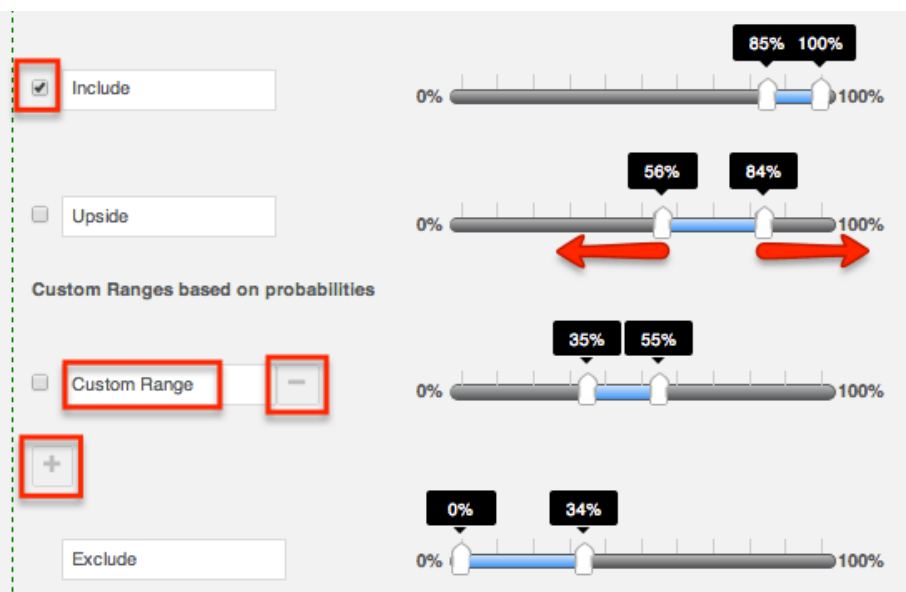 85% 100%
Include
0% 100%
56% 84%
Upside
0% 100%
Custom Ranges based on probabilities
35% 55%
Custom Range
0% 100%
0% 34%
Exclude
0% 100%